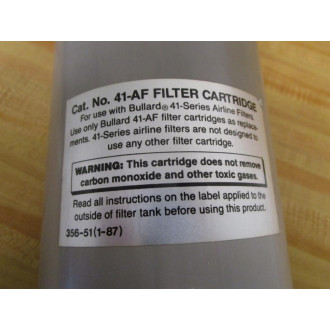 Cat. No. 41-AF FILTER CARTRIDGE
For use with Bullard® 41-Series Airline Filters.
Use only Bullard 41-AF filter cartridges as replace-
ments. 41-Series airline filters are not designed to
use any other filter cartridge.
WARNING: This cartridge does not remove
carbon monoxide and other toxic gases.
Read all instructions on the label applied to the
outside of filter tank before using this product.
356-51(1-87)